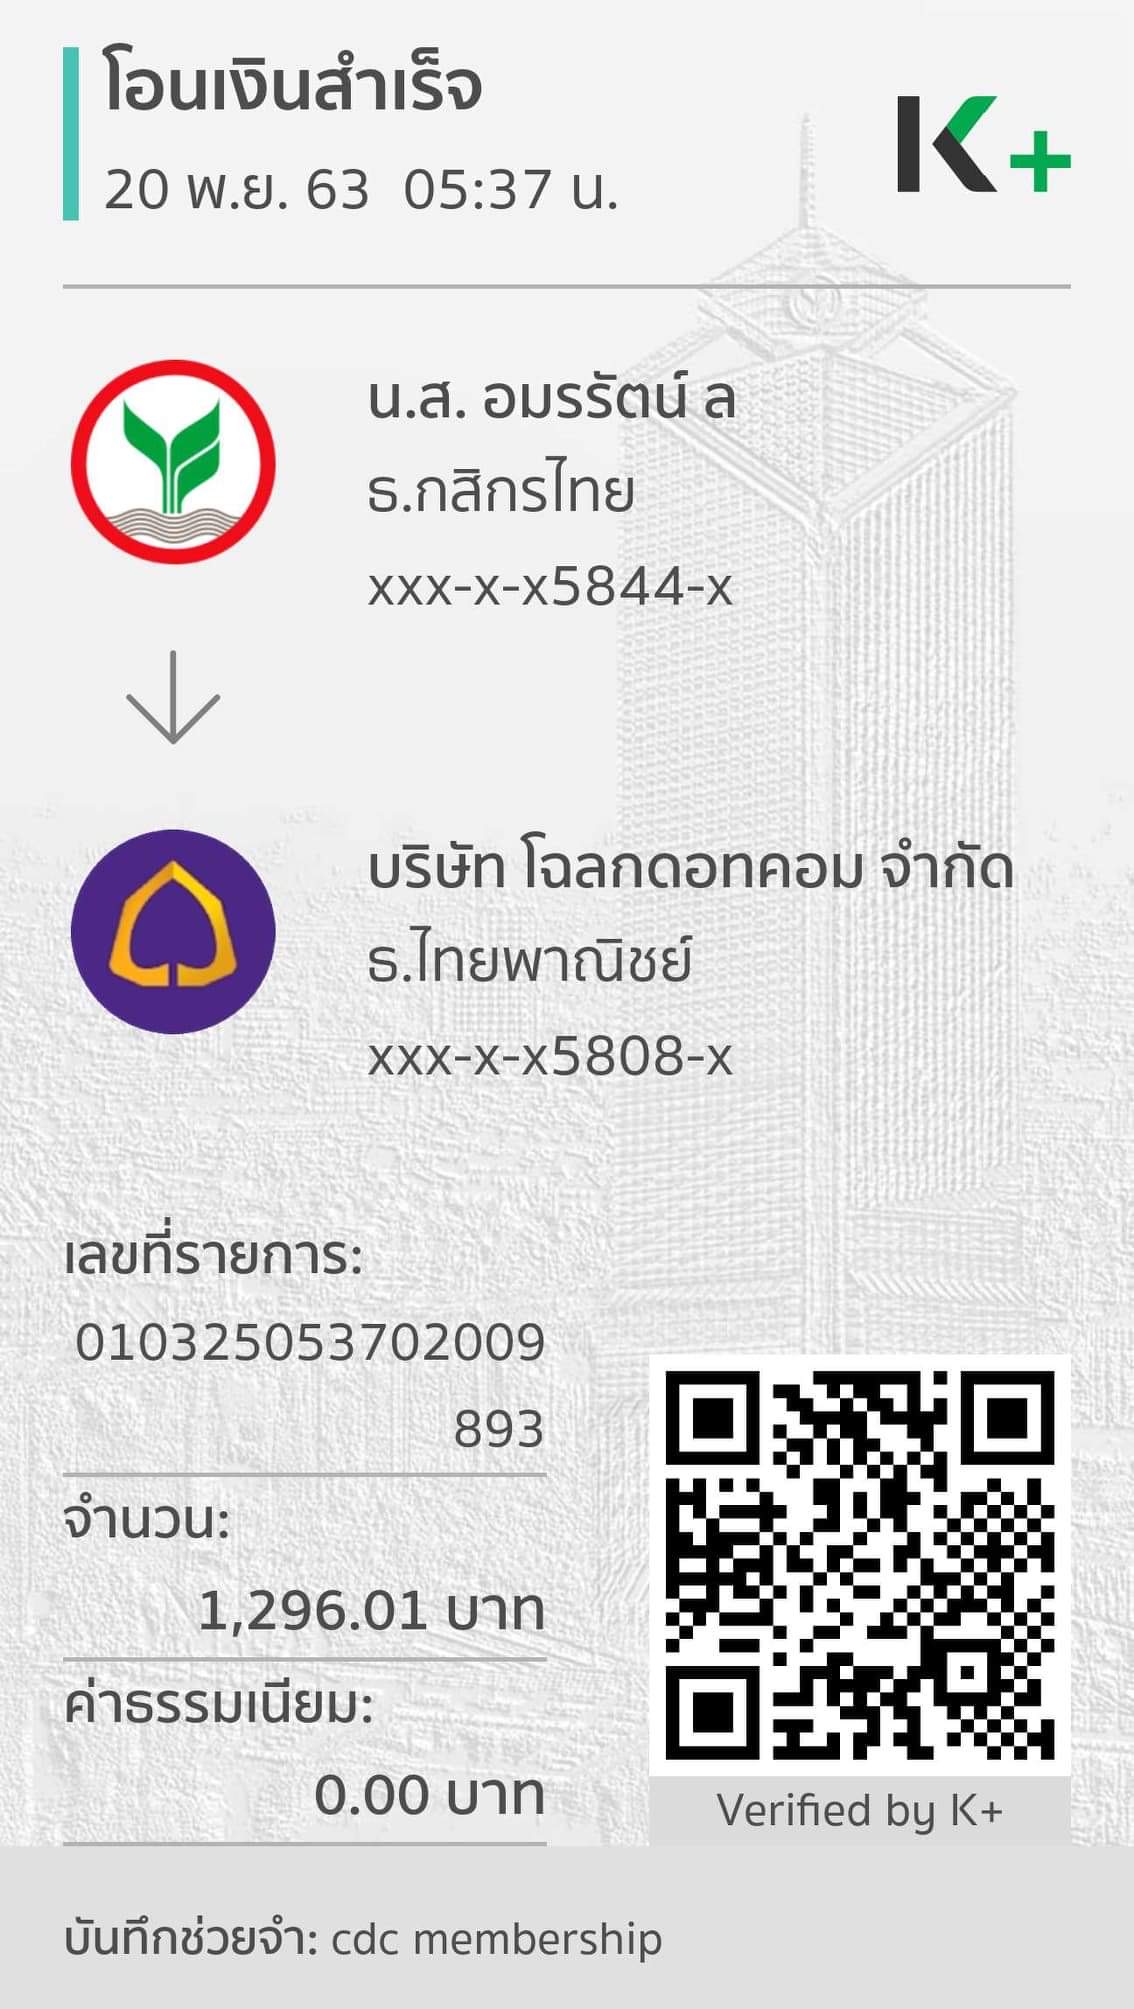 โอนเงินสำเร็จ
20 พ.ย. 63 05:37 น.
K+
น.ส. อมรรัตน์ ล
ธ.กสิกรไทย
xxx-x-x5844-x
บริษัท โฉลกดอทคอม จำกัด
ธ.ไทยพาณิชย์
xxx-x-x5808-x
เลขที่รายการ:
010325053702009
893
จำนวน:
1,296.01 บาท
ค่าธรรมเนียม:
0.00 บาท
Verified by K+
บันทึกช่วยจำ: cdc membership